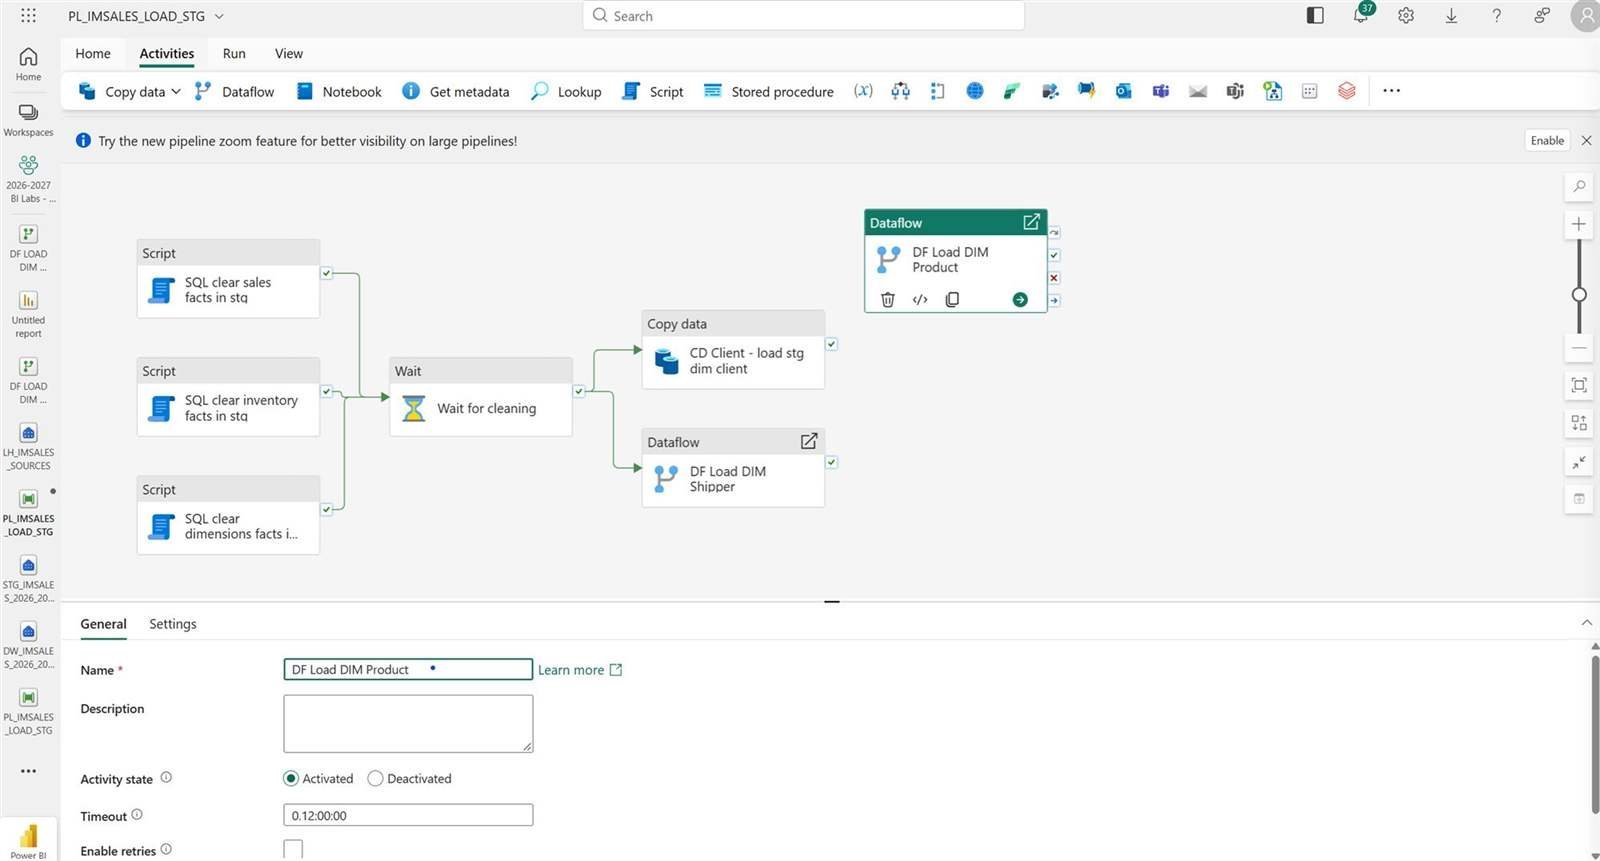 PL_IMSALES_LOAD_STG
Search
37
Home
Activities
Run
View
Copy data
Dataflow
Notebook
Get metadata
Lookup
Script
Stored procedure
(x)
Try the new pipeline zoom feature for better visibility on large pipelines!
Enable
Home
Workspaces
2026-2027
BI Labs - ...
DF LOAD
DIM ...
Untitled
report
DF LOAD
DIM ...
LH_IMSALES
_SOURCES
PL_IMSALES
_LOAD_STG
STG_IMSALE
S_2026_20...
DW_IMSALE
S_2026_20...
PL_IMSALES
_LOAD_STG
Power BI
Script
SQL clear sales
facts in stg
Script
SQL clear inventory
facts in stg
Script
SQL clear
dimensions facts i...
Wait
Wait for cleaning
Copy data
CD Client - load stg
dim client
Dataflow
DF Load DIM
Shipper
Dataflow
DF Load DIM
Product
General
Settings
Name *
DF Load DIM Product
Learn more
Description
Activity state
Activated
Deactivated
Timeout
0.12:00:00
Enable retries